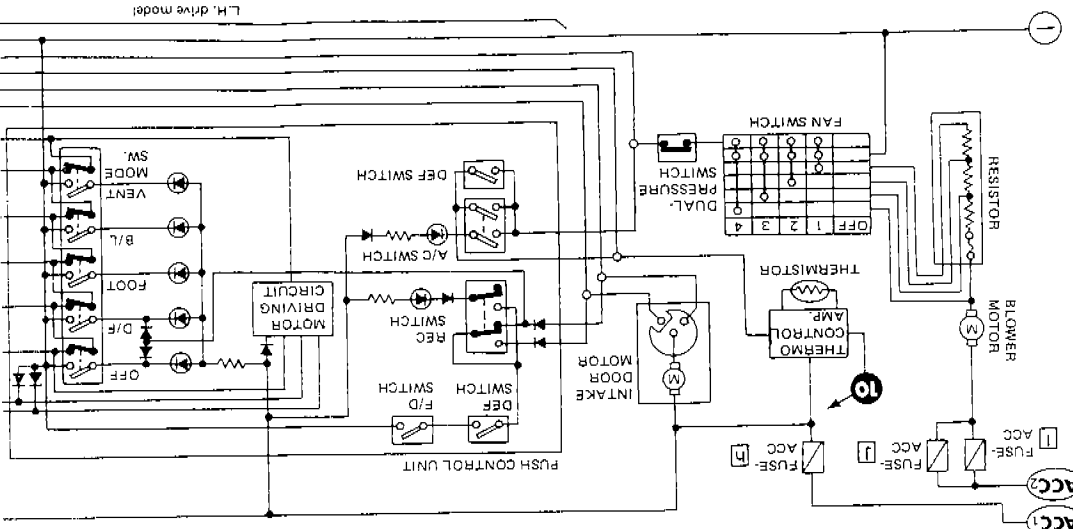 ACC1
ACC2
FUSE-
ACC
I
FUSE-
ACC
J
FUSE-
ACC
h
10
PUSH CONTROL UNIT
BLOWER
MOTOR
M
THERMO
CONTROL
AMP.
THERMISTOR
INTAKE
DOOR
MOTOR
M
DEF
SWITCH
F/D
SWITCH
REC
SWITCH
A/C SWITCH
DEF SWITCH
MOTOR
DRIVING
CIRCUIT
OFF
D/F
FOOT
B/L
VENT
MODE
SW.
RESISTOR
OFF 1 2 3 4
FAN SWITCH
DUAL-
PRESSURE
SWITCH
L.H. drive model